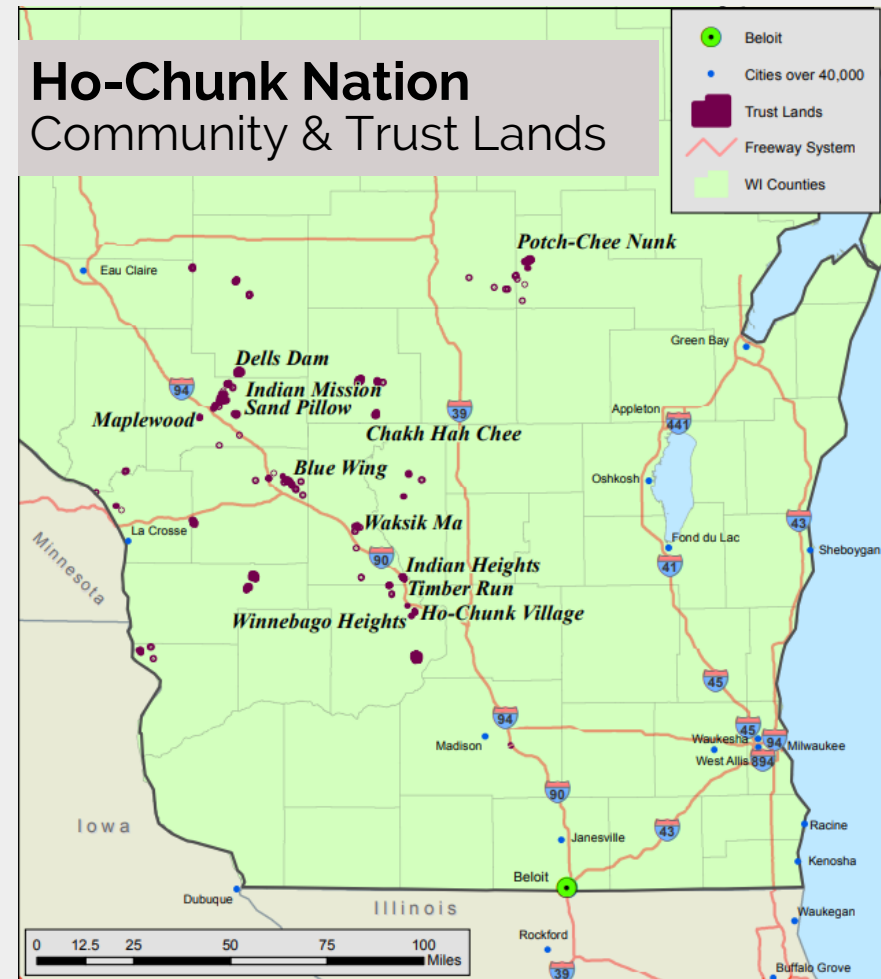 Ho-Chunk Nation
Community & Trust Lands
Beloit
Cities over 40,000
Trust Lands
Freeway System
WI Counties
Potch-Chee Nunk
Eau Claire
Green Bay
Dells Dam
94
Indian Mission
Sand Pillow
Maplewood
39
Appleton
441
Chakh Hah Chee
Blue Wing
Oshkosh
Waksik Ma
La Crosse
43
Fond du Lac
Sheboygan
90
41
Minnesota
Indian Heights
Timber Run
Ho-Chunk Village
Winnebago Heights
45
94
45
Madison
Waukesha
94
Milwaukee
West Allis
894
90
Janesville
43
Racine
Iowa
Kenosha
Beloit
Dubuque
Illinois
Waukegan
Rockford
39
Buffalo Grove
0 12.5 25 50 75 100
Miles